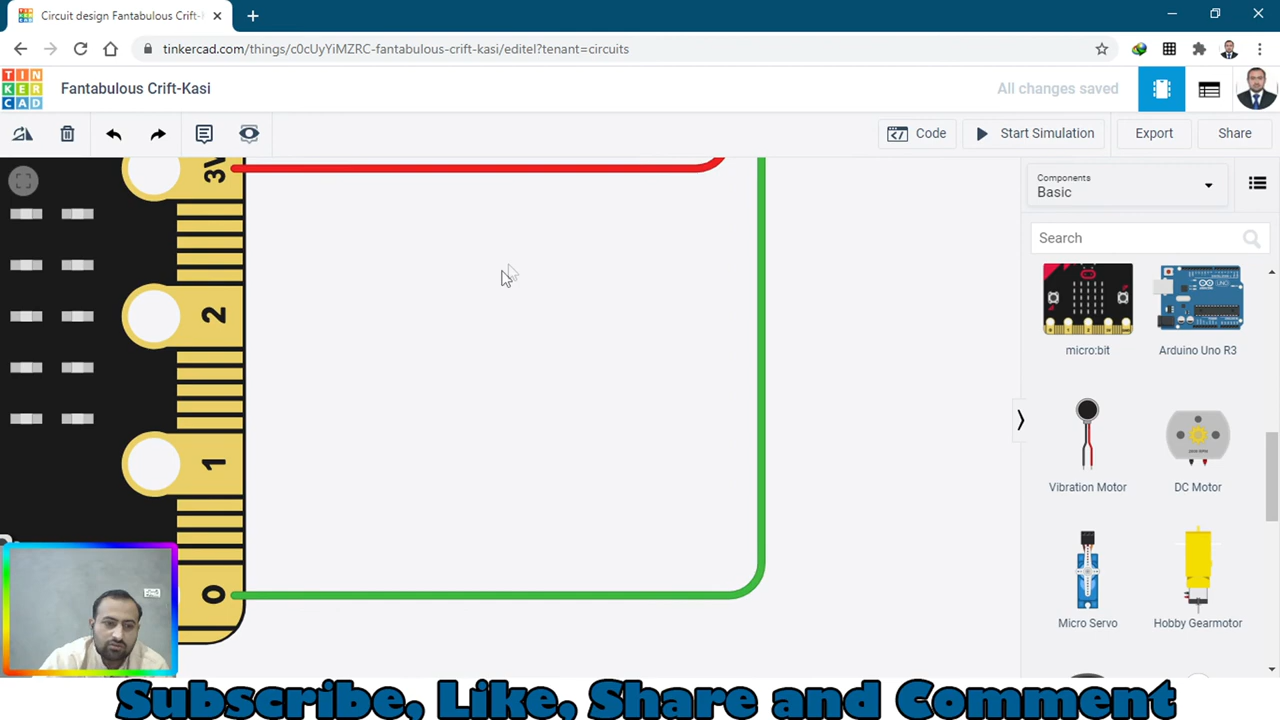 Circuit design Fantabulous Crift-
tinkercad.com/things/c0cUyYiMZRC-fantabulous-crift-kasi/editel?tenant=circuits
TIN
KER
CAD
Fantabulous Crift-Kasi
All changes saved
Code
Start Simulation
Export
Share
3V
2
1
0
Components
Basic
Search
micro:bit
Arduino Uno R3
Vibration Motor
DC Motor
Micro Servo
Hobby Gearmotor
Subscribe, Like, Share and Comment